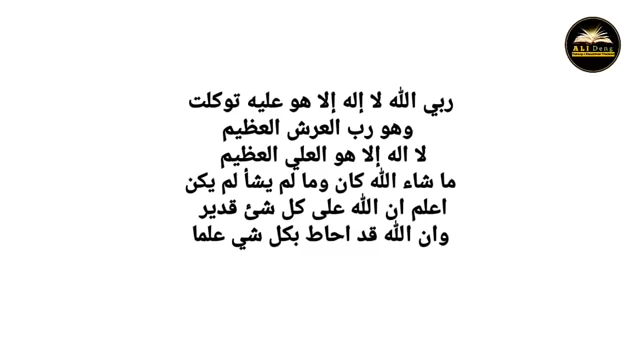 ALI Deng
ربي الله لا إله إلا هو عليه توكلت
وهو رب العرش العظيم
لا اله إلا هو العلي العظيم
ما شاء الله كان وما لم يشأ لم يكن
اعلم ان الله على كل شئ قدير
وان الله قد احاط بكل شي علما